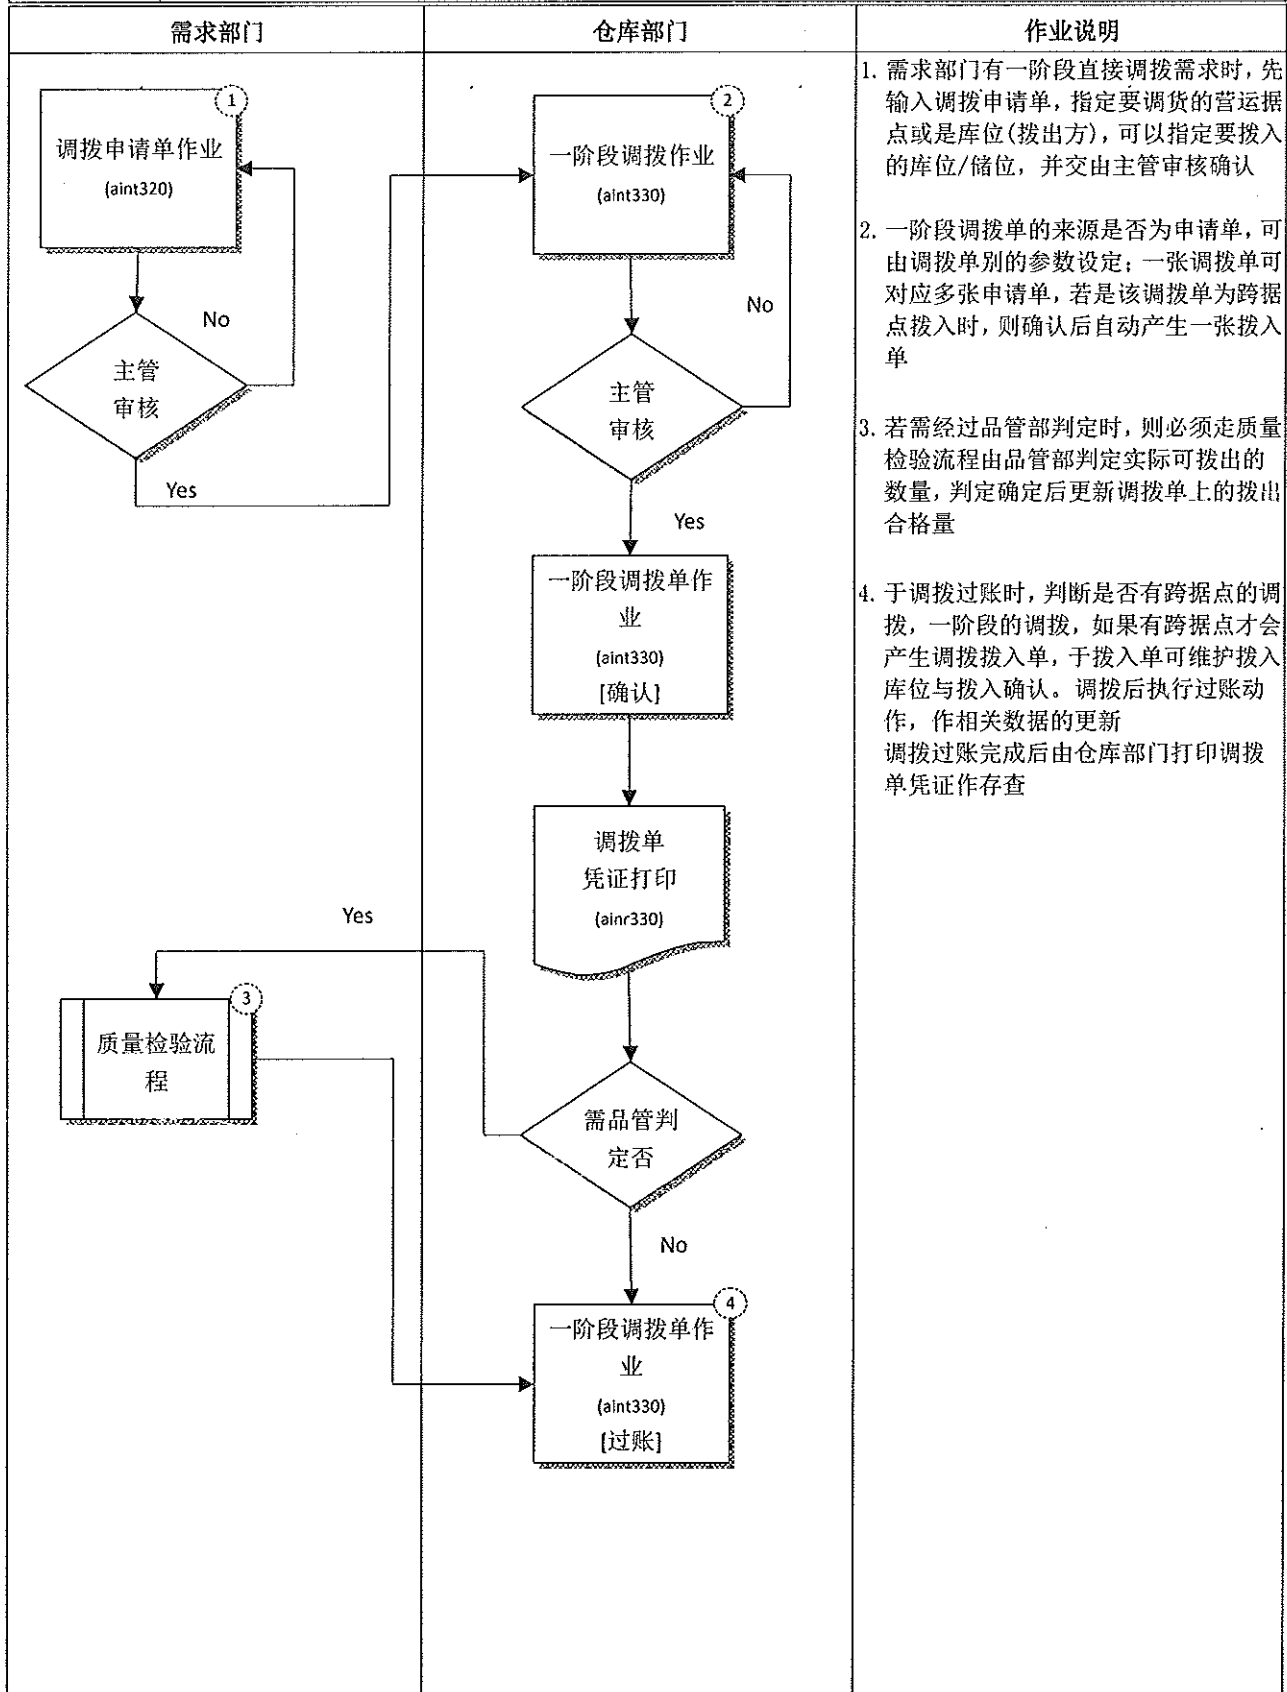 需求部门
仓库部门
作业说明
1
调拨申请单作业
(aint320)
No
主管
审核
Yes
2
一阶段调拨作业
(aint330)
No
主管
审核
Yes
一阶段调拨单作
业
(aint330)
[确认]
调拨单
凭证打印
(ainr330)
Yes
3
质量检验流
程
需品管判
定否
No
4
一阶段调拨单作
业
(aint330)
[过账]
1. 需求部门有一阶段直接调拨需求时，先
输入调拨申请单，指定要调货的营运据
点或是库位(拨出方)，可以指定要拨入
的库位/储位，并交由主管审核确认
2. 一阶段调拨单的来源是否为申请单，可
由调拨单别的参数设定；一张调拨单可
对应多张申请单，若是该调拨单为跨据
点拨入时，则确认后自动产生一张拨入
单
3. 若需经过品管部判定时，则必须走质量
检验流程由品管部判定实际可拨出的
数量，判定确定后更新调拨单上的拨出
合格量
4. 于调拨过账时，判断是否有跨据点的调
拨，一阶段的调拨，如果有跨据点才会
产生调拨拨入单，于拨入单可维护拨入
库位与拨入确认。调拨后执行过账动
作，作相关数据的更新
调拨过账完成后由仓库部门打印调拨
单凭证作存查